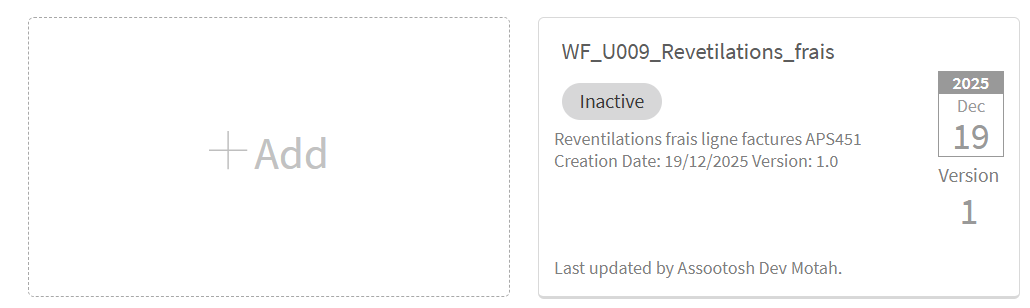 Add
WF_U009_Revetilations_frais
Inactive
Reventilations frais ligne factures APS451
Creation Date: 19/12/2025 Version: 1.0
2025
Dec
19
Version
1
Last updated by Assootosh Dev Motah.